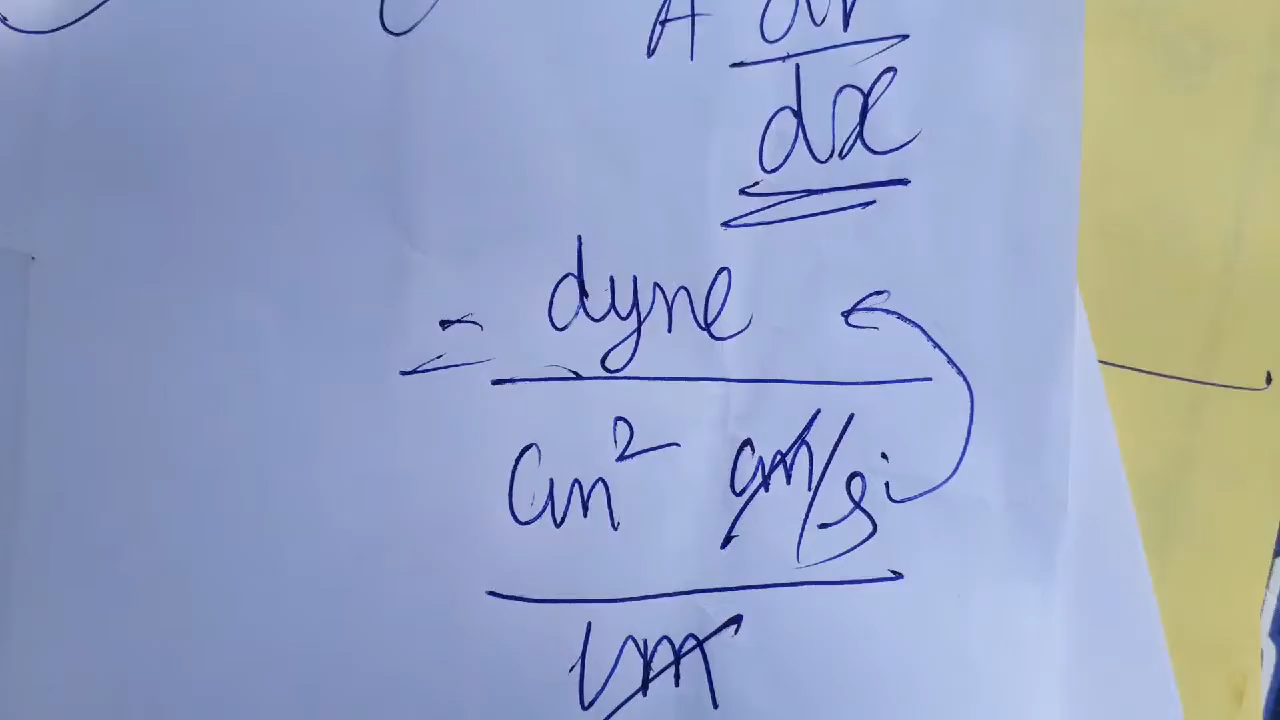 A dv
dx
= dyne
cm² cm/s
cm